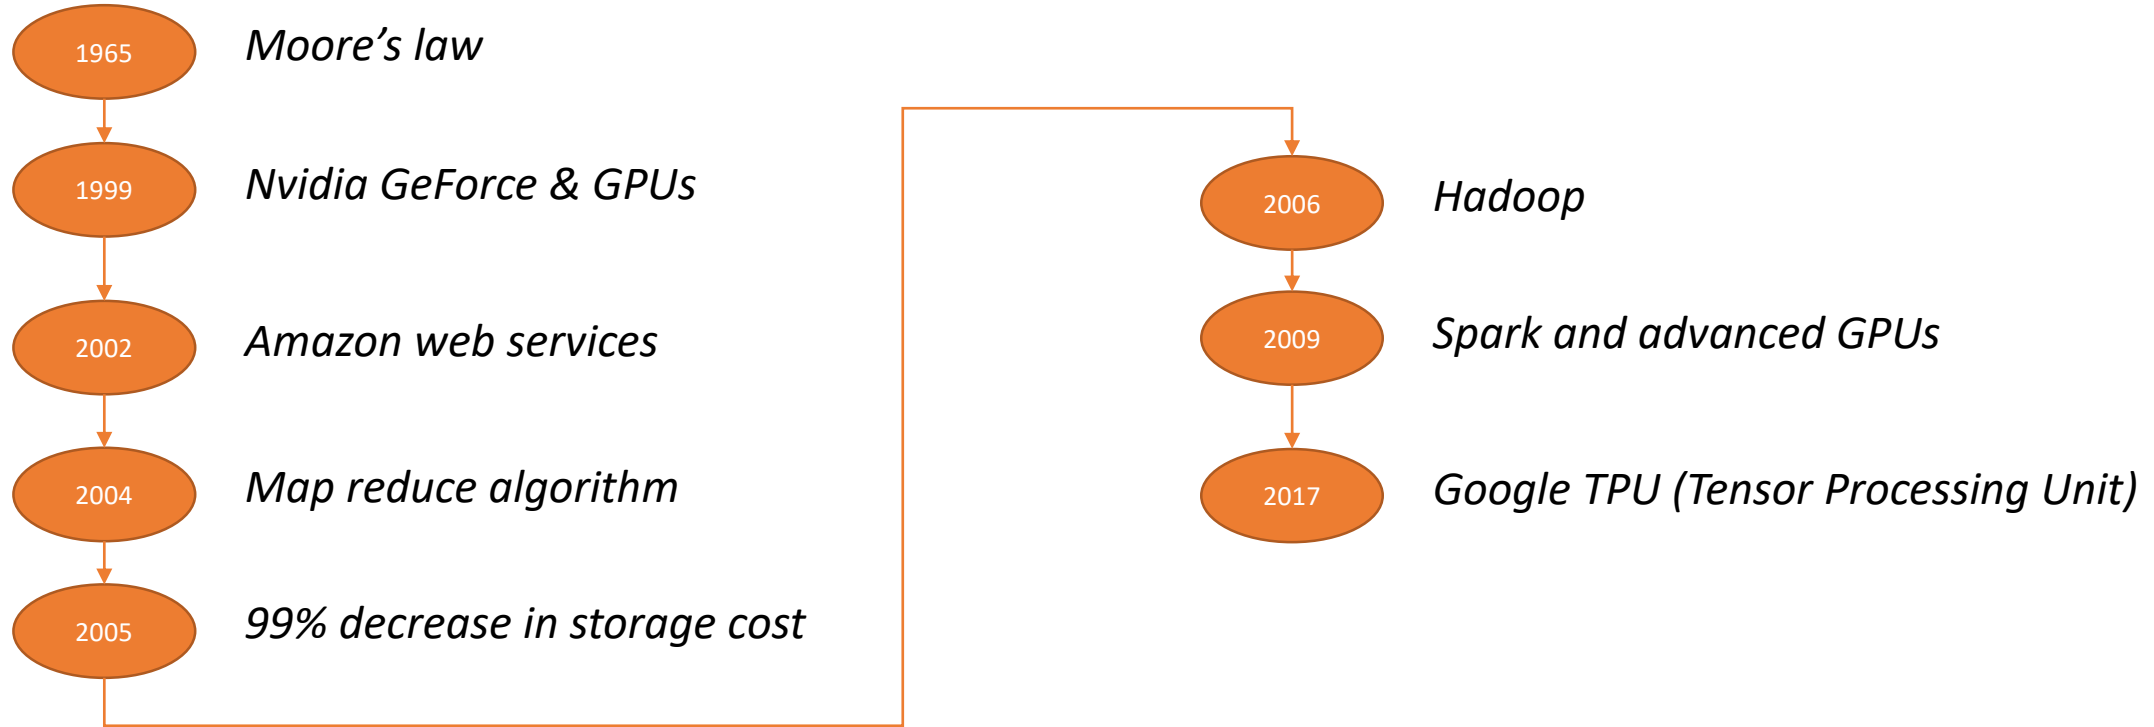 1965
Moore’s law
1999
Nvidia GeForce & GPUs
2002
Amazon web services
2004
Map reduce algorithm
2005
99% decrease in storage cost
2006
Hadoop
2009
Spark and advanced GPUs
2017
Google TPU (Tensor Processing Unit)